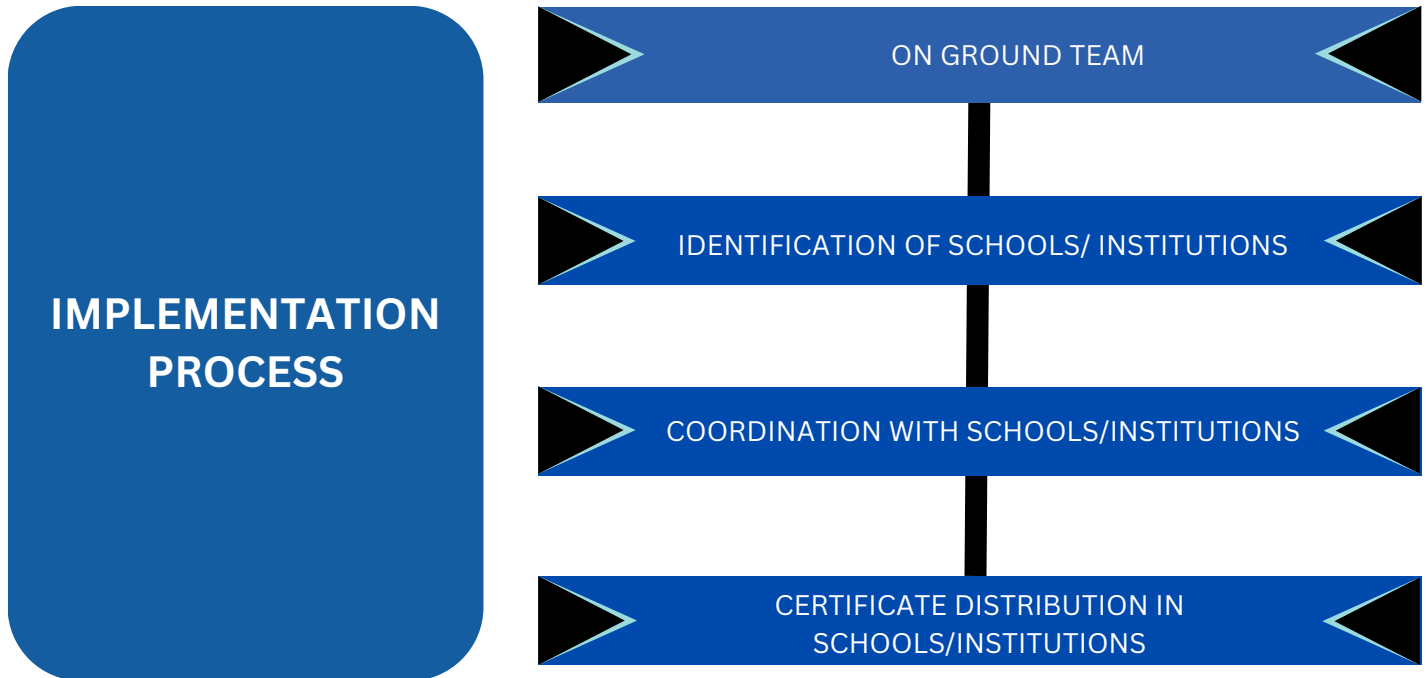 IMPLEMENTATION
PROCESS
ON GROUND TEAM
IDENTIFICATION OF SCHOOLS/ INSTITUTIONS
COORDINATION WITH SCHOOLS/INSTITUTIONS
CERTIFICATE DISTRIBUTION IN
SCHOOLS/INSTITUTIONS